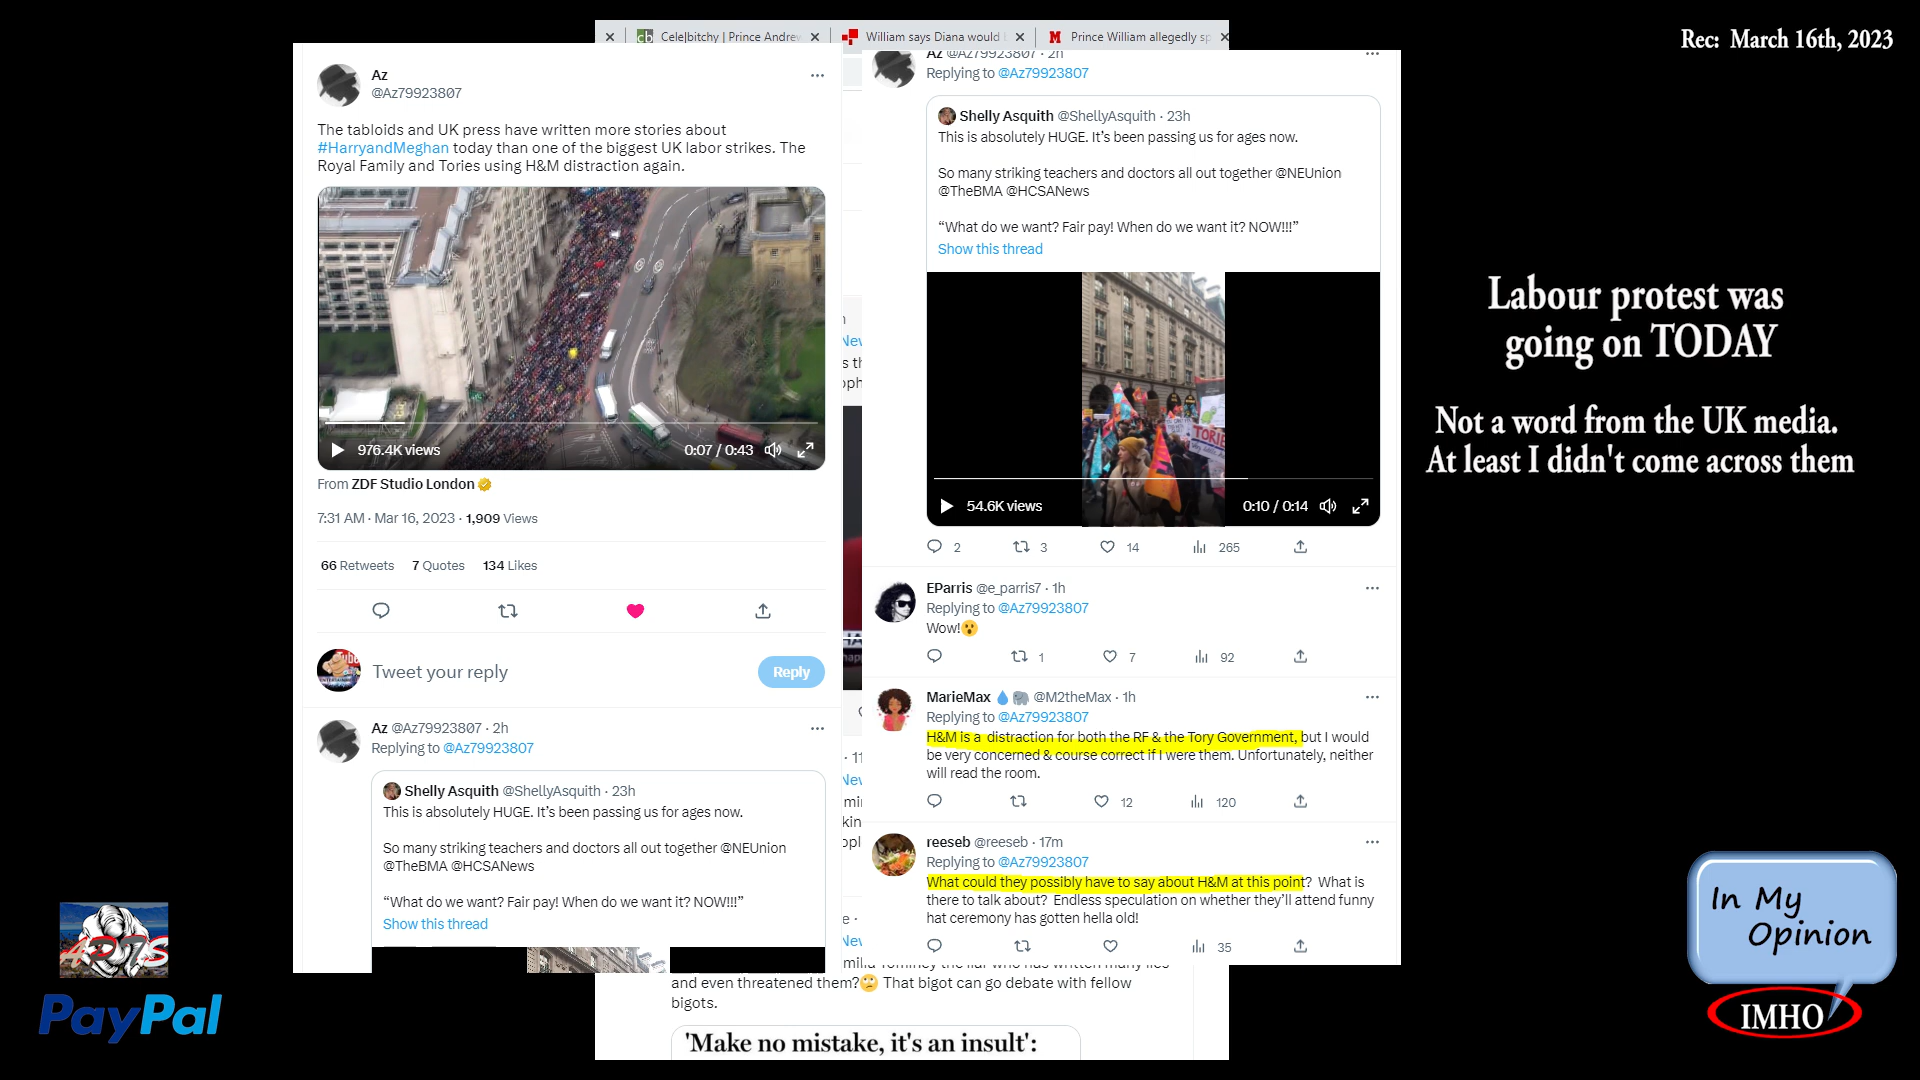 Cele|bitchy | Prince Andrew
William says Diana would
Prince William allegedly sp
Rec: March 16th, 2023
Az
@Az79923807
The tabloids and UK press have written more stories about
#HarryandMeghan today than one of the biggest UK labor strikes. The
Royal Family and Tories using H&M distraction again.
976.4K views
0:07 / 0:43
From ZDF Studio London
7:31 AM · Mar 16, 2023 · 1,909 Views
66 Retweets 7 Quotes 134 Likes
Tweet your reply
Reply
Az @Az79923807 · 2h
Replying to @Az79923807
Shelly Asquith @ShellyAsquith · 23h
This is absolutely HUGE. It's been passing us for ages now.
So many striking teachers and doctors all out together @NEUnion
@TheBMA @HCSANews
“What do we want? Fair pay! When do we want it? NOW!!!”
Show this thread
Az @Az79923807 · 2h
Replying to @Az79923807
Shelly Asquith @ShellyAsquith · 23h
This is absolutely HUGE. It's been passing us for ages now.
So many striking teachers and doctors all out together @NEUnion
@TheBMA @HCSANews
“What do we want? Fair pay! When do we want it? NOW!!!”
Show this thread
TORIE
54.6K views
0:10 / 0:14
2 3 14 265
EParris @e_parris7 · 1h
Replying to @Az79923807
Wow!😮
1 7 92
MarieMax 💧🐘 @M2theMax · 1h
Replying to @Az79923807
H&M is a distraction for both the RF & the Tory Government, but I would
be very concerned & course correct if I were them. Unfortunately, neither
will read the room.
12 120
reeseb @reeseb · 17m
Replying to @Az79923807
What could they possibly have to say about H&M at this point? What is
there to talk about? Endless speculation on whether they'll attend funny
hat ceremony has gotten hella old!
35
and even threatened them?🙄 That bigot can go debate with fellow
bigots.
'Make no mistake, it's an insult':
Labour protest was
going on TODAY
Not a word from the UK media.
At least I didn't come across them
PayPal
In My
Opinion
IMHO